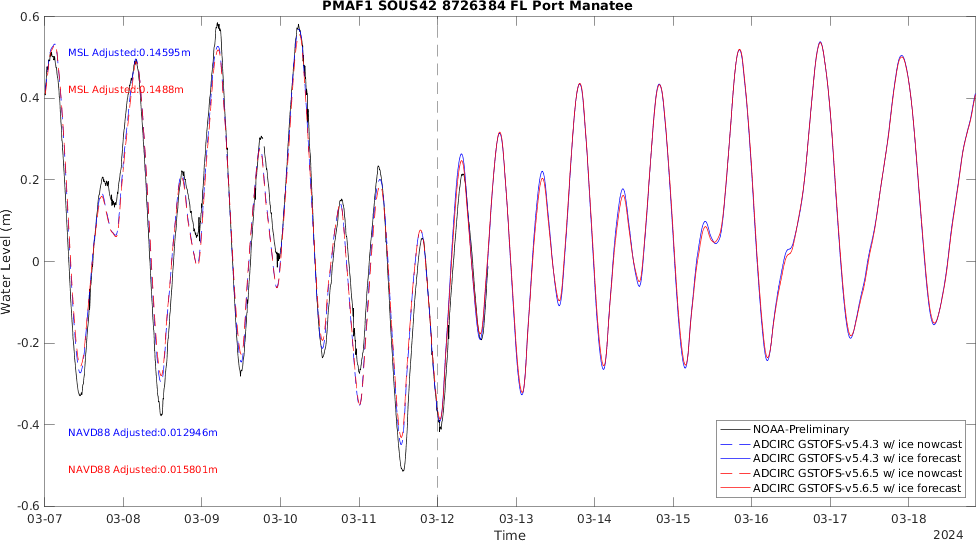 PMAF1 SOUS42 8726384 FL Port Manatee
0.6
0.4
0.2
0
-0.2
-0.4
-0.6
Water Level (m)
MSL Adjusted:0.14595m
MSL Adjusted:0.1488m
NAVD88 Adjusted:0.012946m
NAVD88 Adjusted:0.015801m
NOAA-Preliminary
ADCIRC GSTOFS-v5.4.3 w/ ice nowcast
ADCIRC GSTOFS-v5.4.3 w/ ice forecast
ADCIRC GSTOFS-v5.6.5 w/ ice nowcast
ADCIRC GSTOFS-v5.6.5 w/ ice forecast
03-07 03-08 03-09 03-10 03-11 03-12 03-13 03-14 03-15 03-16 03-17 03-18
Time
2024